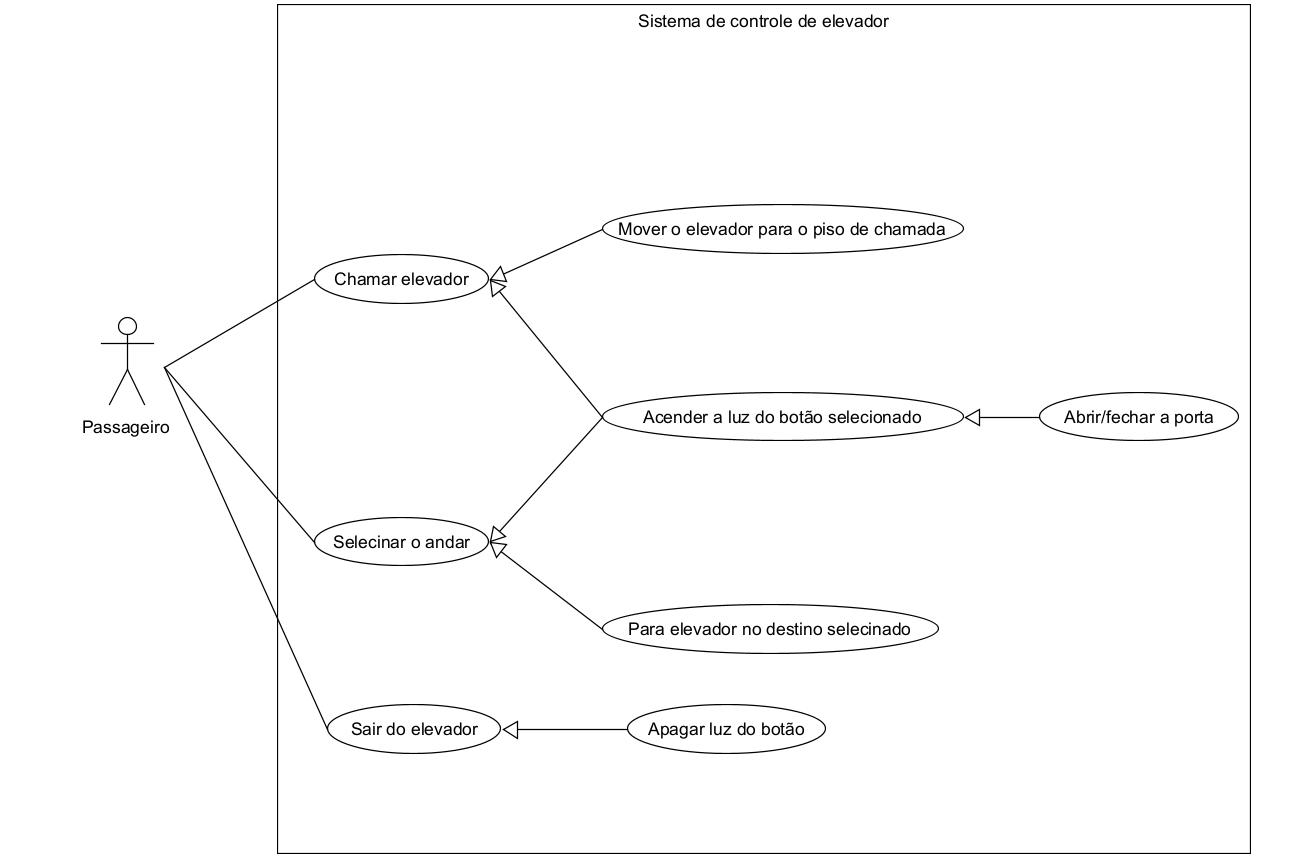 Sistema de controle de elevador
Mover o elevador para o piso de chamada
Chamar elevador
Passageiro
Acender a luz do botão selecionado
Abrir/fechar a porta
Selecinar o andar
Para elevador no destino selecinado
Sair do elevador
Apagar luz do botão